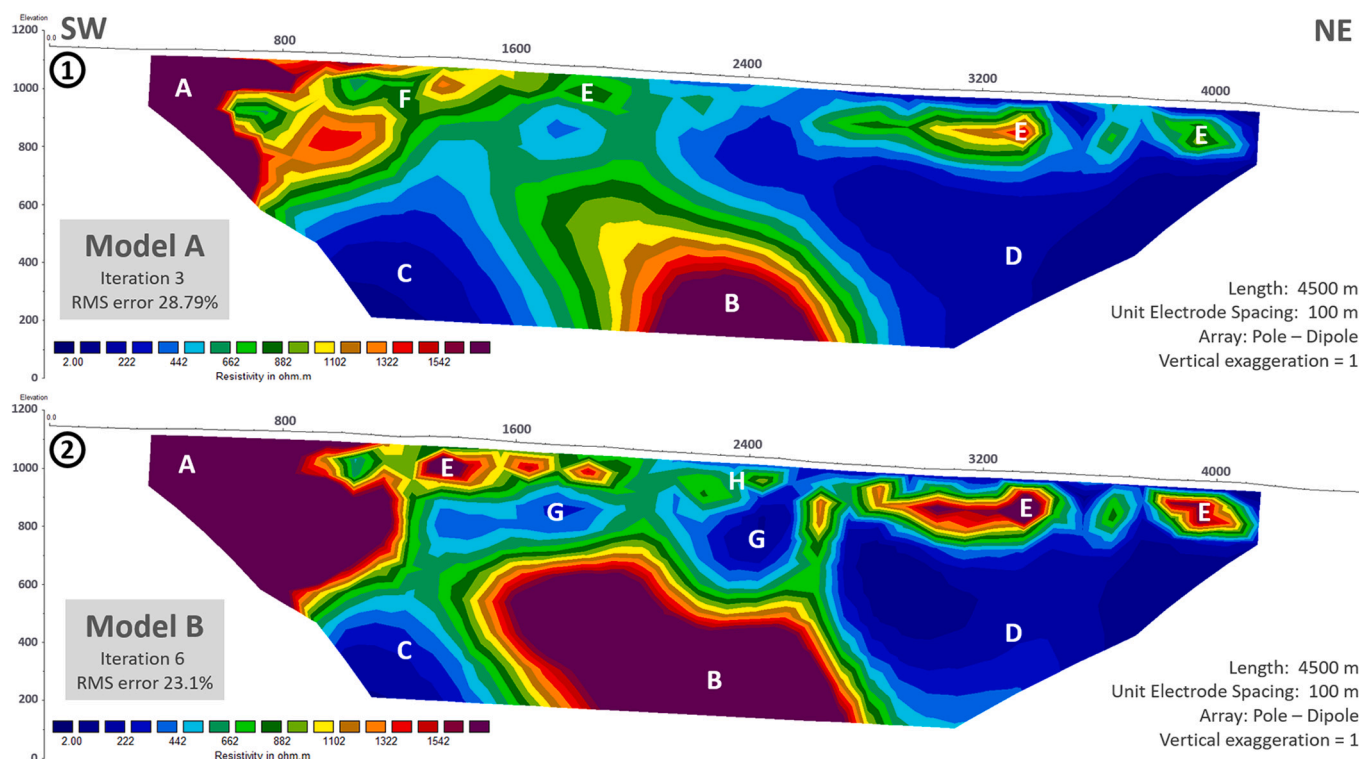 Elevation
SW
NE
1200
0.0
800
1600
2400
3200
4000
1
A
F
E
E
E
1000
800
600
400
200
0
Model A
Iteration 3
RMS error 28.79%
C
B
D
Length: 4500 m
Unit Electrode Spacing: 100 m
Array: Pole – Dipole
Vertical exaggeration = 1
2.00 222 442 662 882 1102 1322 1542
Resistivity in ohm.m
Elevation
1200
0.0
800
1600
2400
3200
4000
2
A
E
H
G
G
E
E
1000
800
600
400
200
0
Model B
Iteration 6
RMS error 23.1%
C
B
D
Length: 4500 m
Unit Electrode Spacing: 100 m
Array: Pole – Dipole
Vertical exaggeration = 1
2.00 222 442 662 882 1102 1322 1542
Resistivity in ohm.m